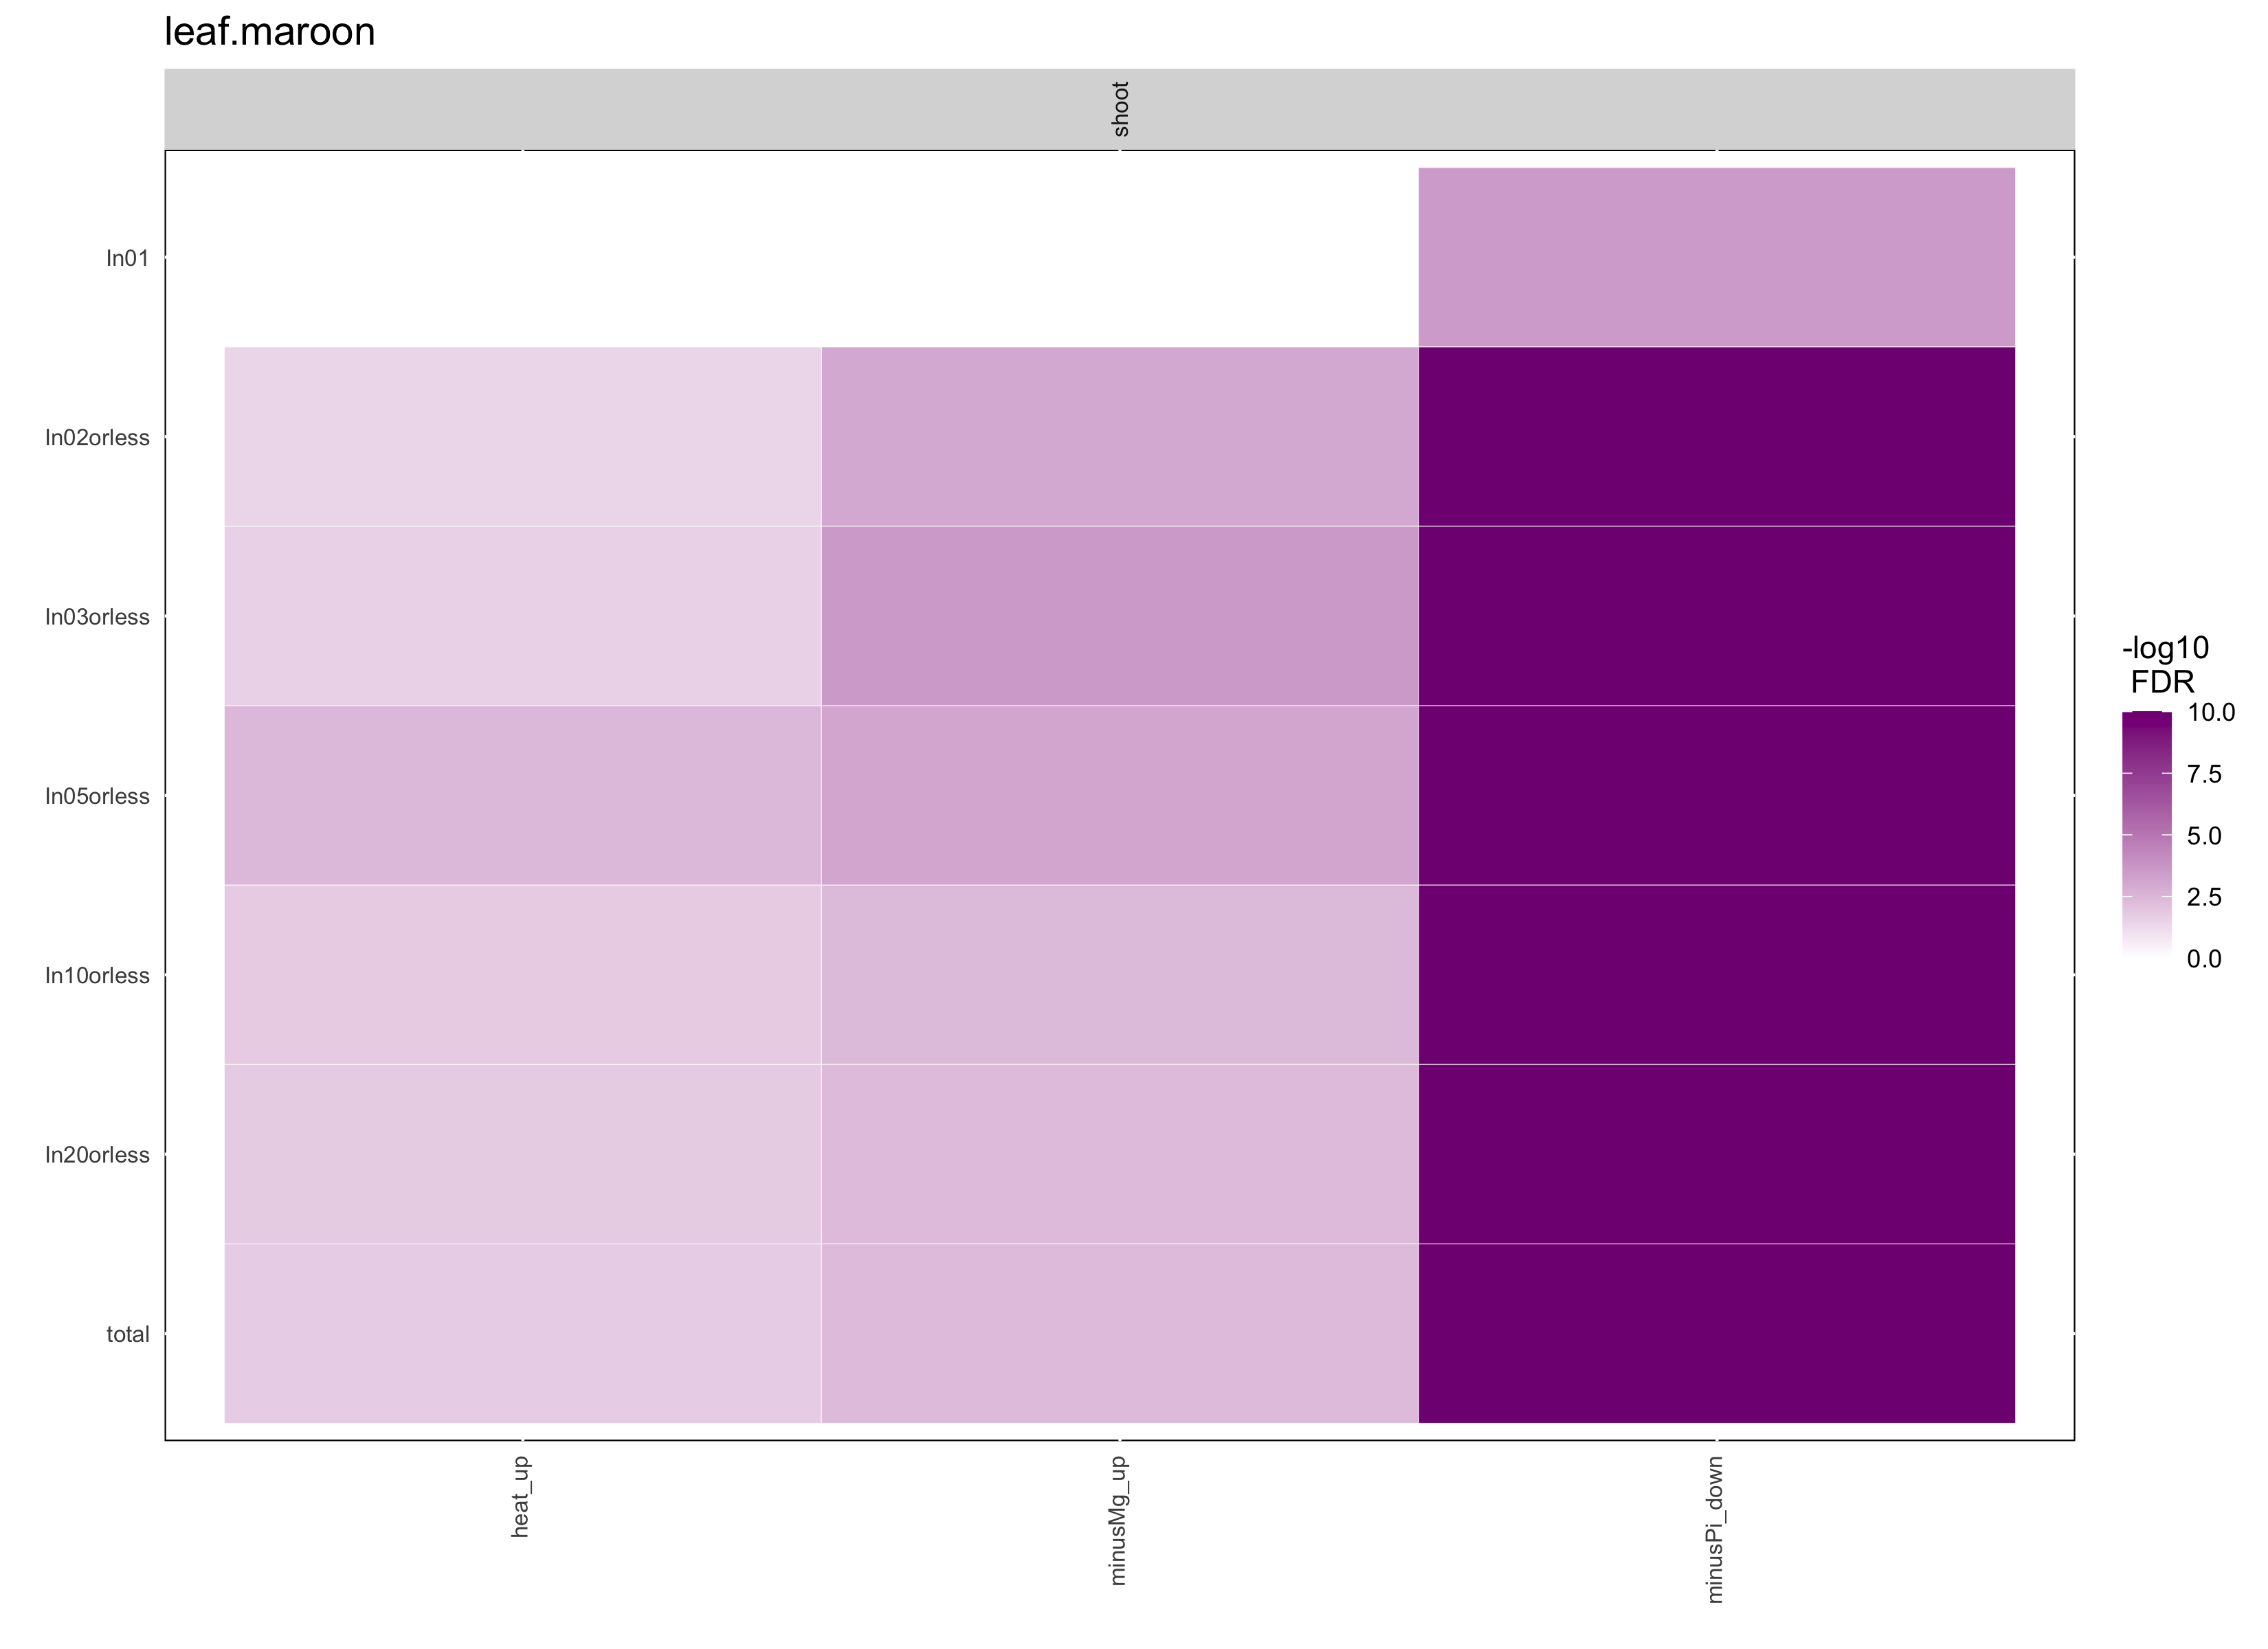 leaf.maroon
shoot
In01
In02orless
In03orless
In05orless
In10orless
In20orless
total
heat_up
minusMg_up
minusPi_down
-log10
FDR
10.0
7.5
5.0
2.5
0.0